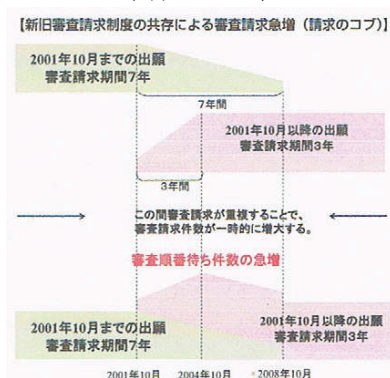 【新旧審査請求制度の共存による審査請求急増（請求のコブ）】
2001年10月までの出願
審査請求期間7年
7年間
2001年10月以降の出願
審査請求期間3年
3年間
この間審査請求が重複することで、
審査請求件数が一時的に増大する。
審査順番待ち件数の急増
2001年10月までの出願
審査請求期間7年
2001年10月以降の出願
審査請求期間3年
2001年10月
2004年10月
2008年10月